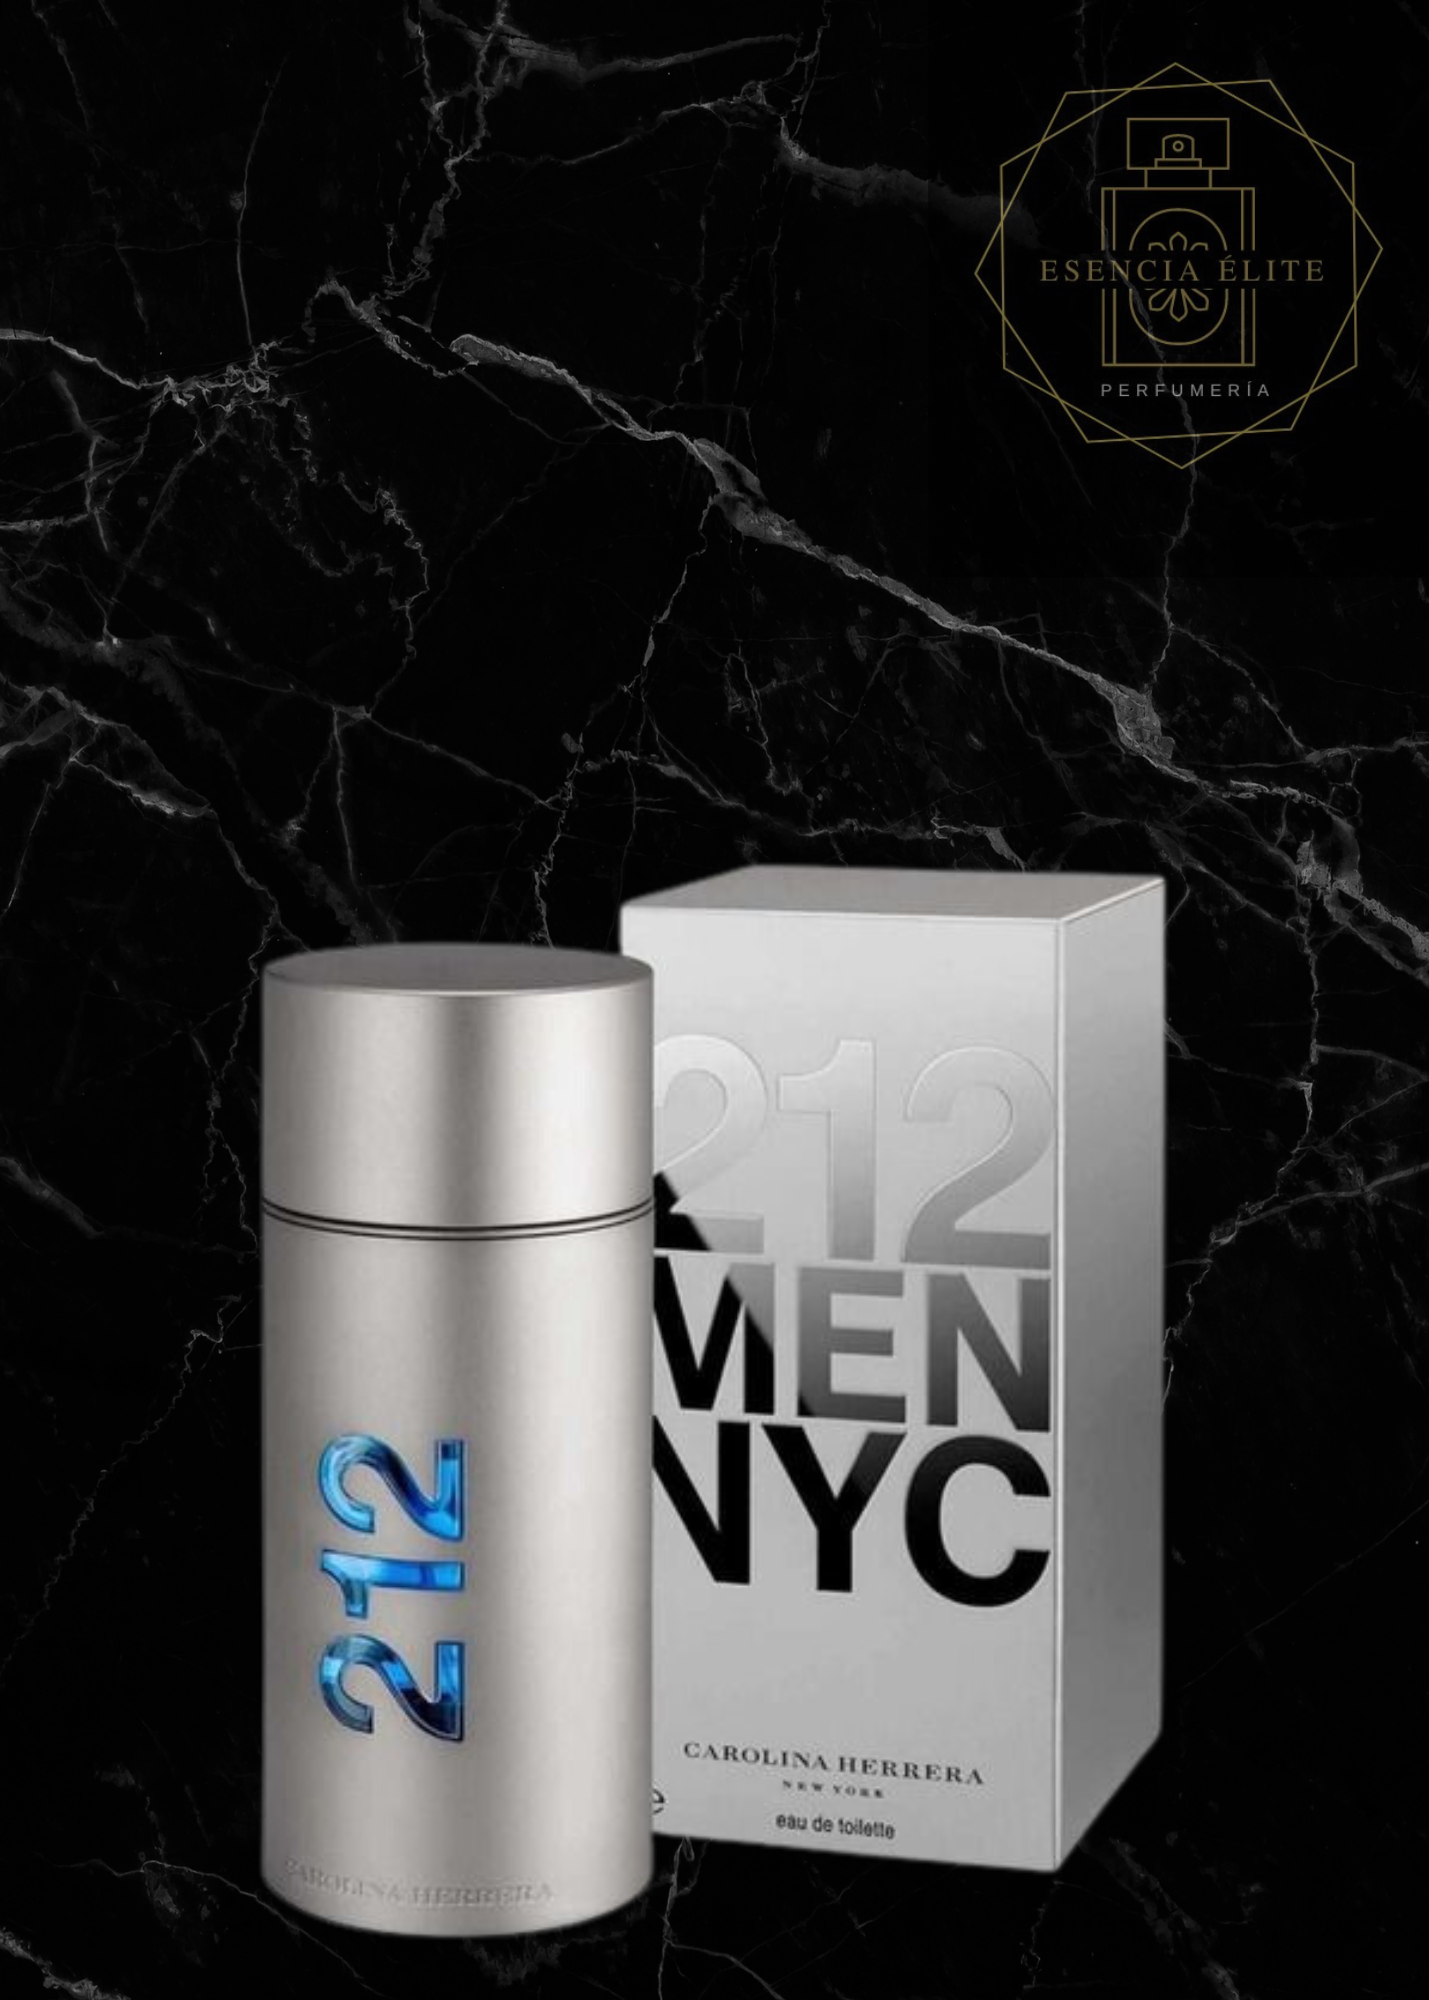 ESENCIA ÉLITE
PERFUMERÍA
212
MEN
NYC
CAROLINA HERRERA
NEW YORK
eau de toilette
e
212
CAROLINA HERRERA